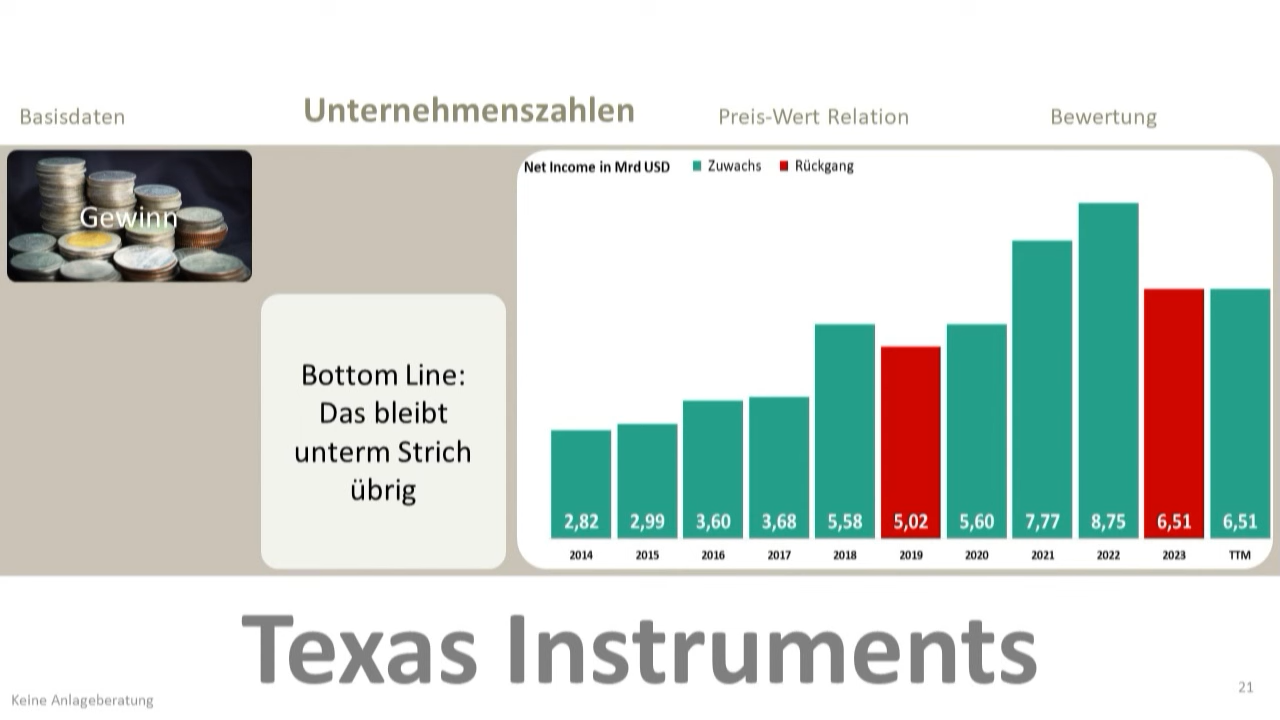 Basisdaten
Unternehmenszahlen
Preis-Wert Relation
Bewertung
Gewinn
Bottom Line:
Das bleibt
unterm Strich
übrig
Net Income in Mrd USD
Zuwachs
Rückgang
2,82
2,99
3,60
3,68
5,58
5,02
5,60
7,77
8,75
6,51
6,51
2014
2015
2016
2017
2018
2019
2020
2021
2022
2023
TTM
Texas Instruments
Keine Anlageberatung
21